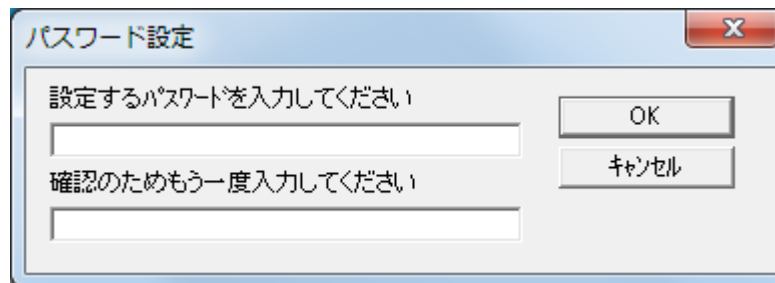 パスワード設定
設定するﾊﾟｽﾜｰﾄﾞを入力してください
OK
確認のためもう一度入力してください
ｷｬﾝｾﾙ